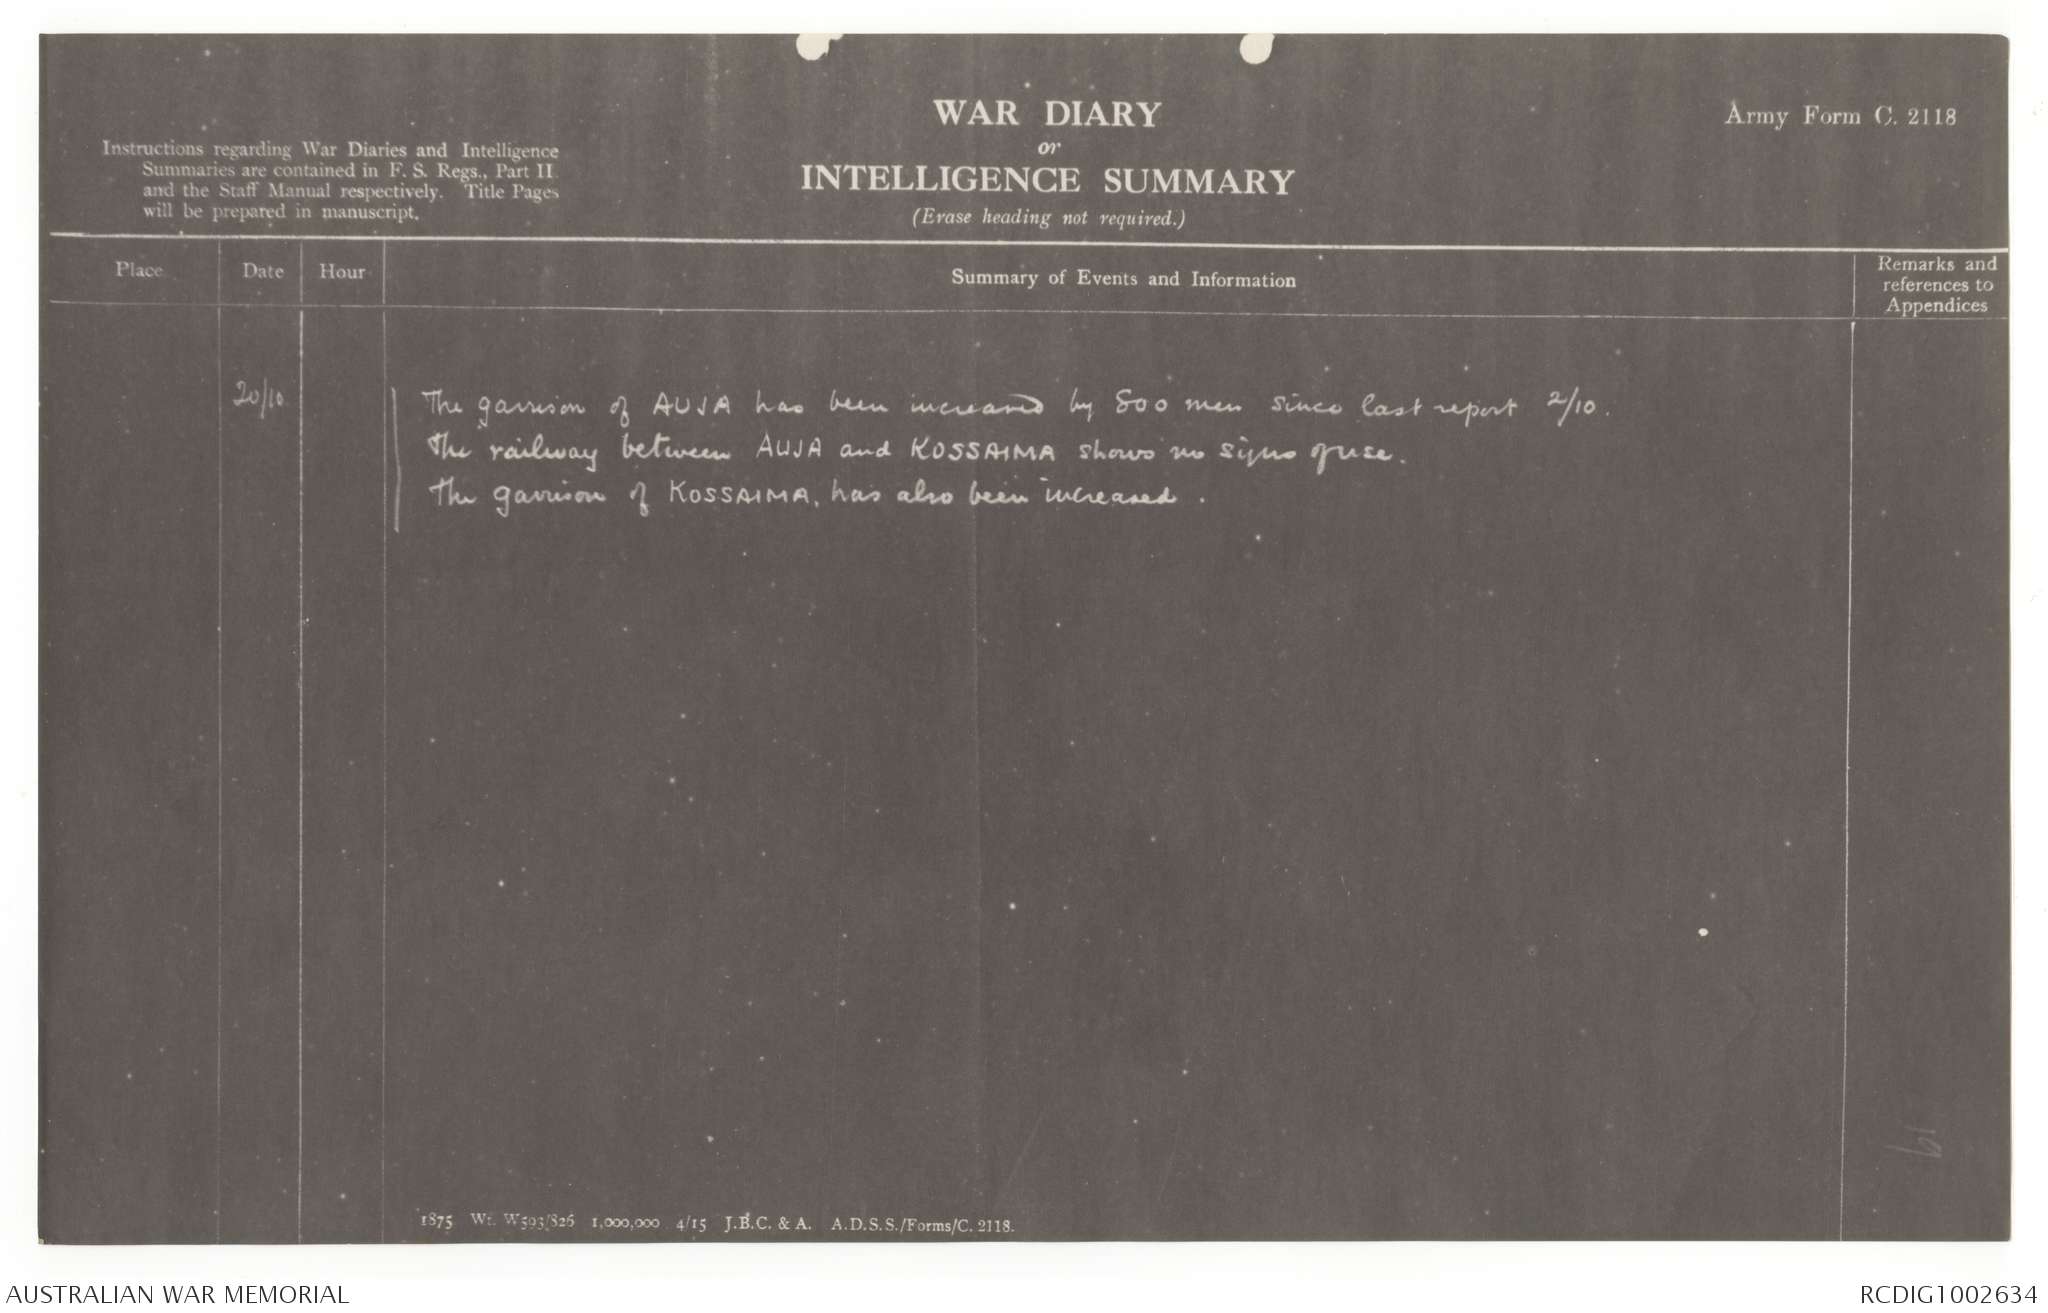 WAR DIARY
or
INTELLIGENCE SUMMARY
(Erase heading not required.)
Army Form C. 2118
Instructions regarding War Diaries and Intelligence
Summaries are contained in F. S. Regs., Part II.
and the Staff Manual respectively. Title Pages
will be prepared in manuscript.
Place Date Hour Summary of Events and Information Remarks and
references to
Appendices
20/10 The garrison of AUJA has been increased by 800 men since last report 2/10.
The railway between AUJA and KOSSAIMA shows no signs of use.
The garrison of KOSSAIMA, has also been increased.
19
1875 Wt. W593/826 1,000,000 4/15 J.B.C. & A. A.D.S.S./Forms/C. 2118.
AUSTRALIAN WAR MEMORIAL RCDIG1002634